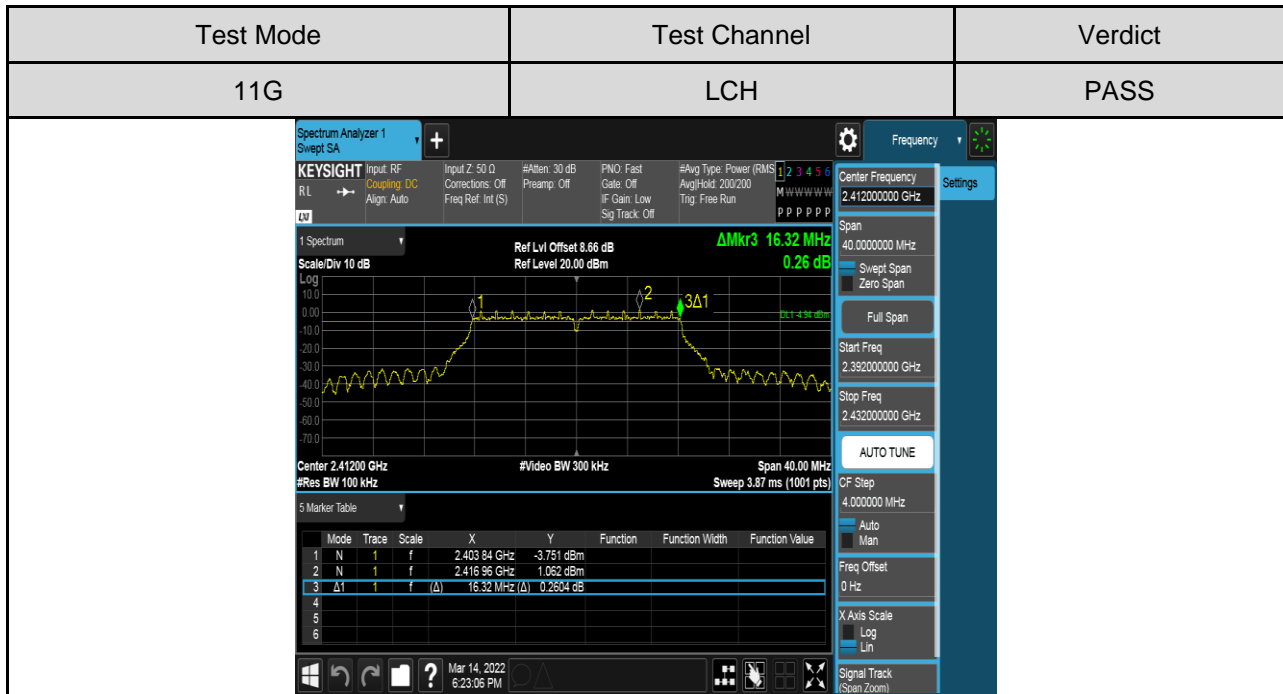 Test Mode Test Channel Verdict
11G LCH PASS
Spectrum Analyzer 1
Swept SA
+
Frequency
KEYSIGHT Input: RF Input Z: 50 Ω #Atten: 30 dB PNO: Fast #Avg Type: Power (RMS 1 2 3 4 5 6
RL Coupling: DC Corrections: Off Preamp: Off Gate: Off Avg|Hold: 200/200 M W W W W W
Align: Auto Freq Ref: Int (S) IF Gain: Low Trig: Free Run
LXI Sig Track: Off P P P P P P
1 Spectrum
Ref Lvl Offset 8.66 dB ΔMkr3 16.32 MHz
Scale/Div 10 dB Ref Level 20.00 dBm 0.26 dB
Log
10.0
0.00
-10.0
-20.0
-30.0
-40.0
-50.0
-60.0
-70.0
1
2
3Δ1
DL1 -4.94 dBm
Center 2.41200 GHz #Video BW 300 kHz Span 40.00 MHz
#Res BW 100 kHz Sweep 3.87 ms (1001 pts)
5 Marker Table
Mode Trace Scale X Y Function Function Width Function Value
1 N 1 f 2.403 84 GHz -3.751 dBm
2 N 1 f 2.416 96 GHz 1.062 dBm
3 Δ1 1 f (Δ) 16.32 MHz (Δ) 0.2604 dB
4
5
6
Center Frequency
2.412000000 GHz
Settings
Span
40.0000000 MHz
Swept Span
Zero Span
Full Span
Start Freq
2.392000000 GHz
Stop Freq
2.432000000 GHz
AUTO TUNE
CF Step
4.000000 MHz
Auto
Man
Freq Offset
0 Hz
X Axis Scale
Log
Lin
Signal Track
(Span Zoom)
?
Mar 14, 2022
6:23:06 PM